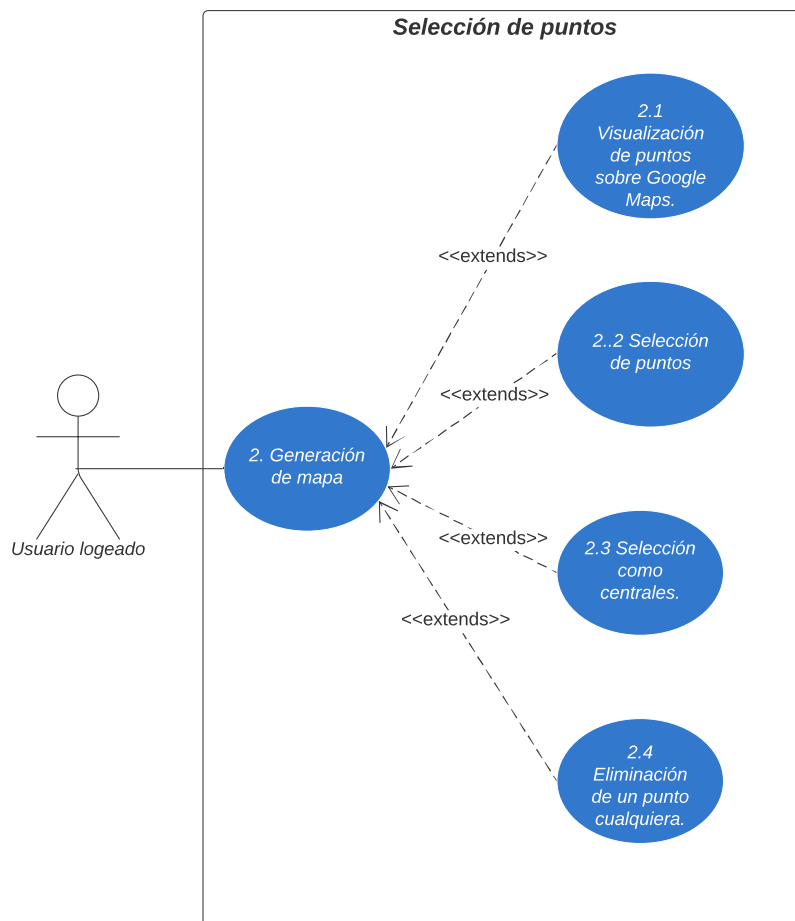 Selección de puntos
2.1
Visualización
de puntos
sobre Google
Maps.
<<extends>>
2..2 Selección
de puntos
<<extends>>
2. Generación
de mapa
<<extends>>
2.3 Selección
como
centrales.
Usuario logeado
<<extends>>
2.4
Eliminación
de un punto
cualquiera.